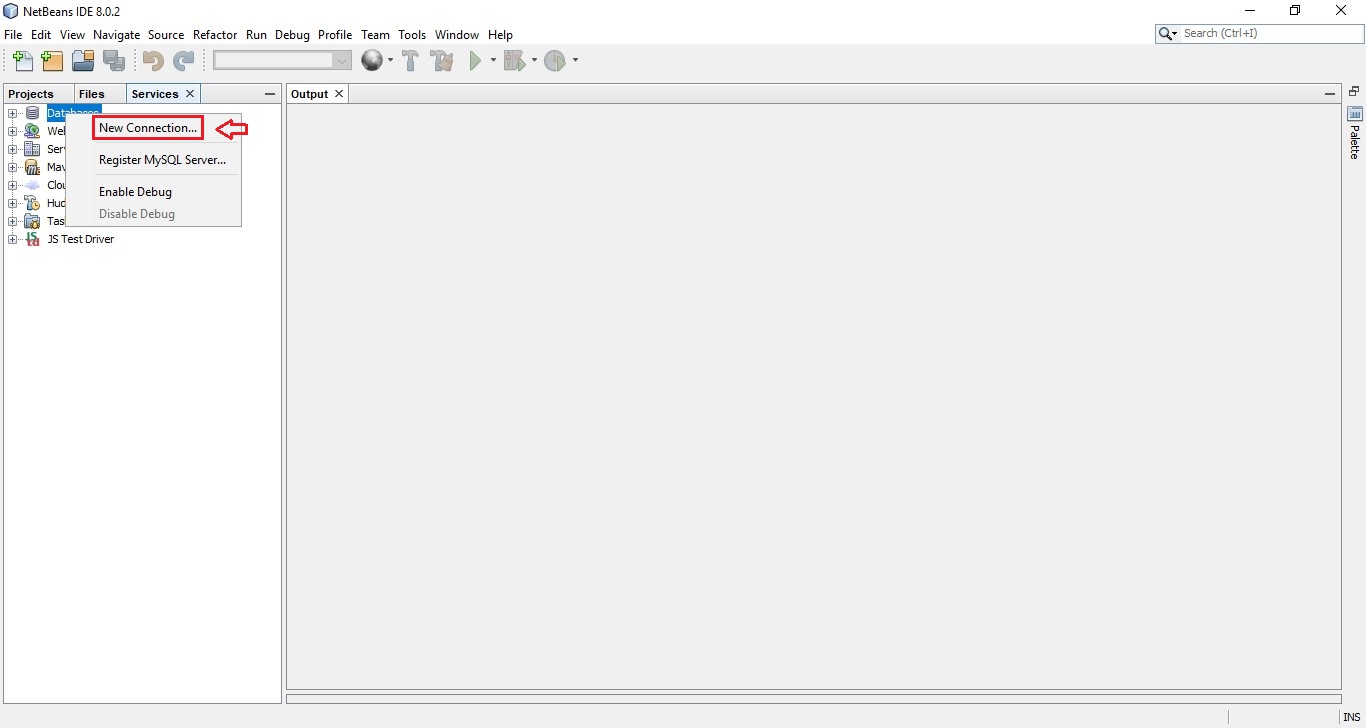 NetBeans IDE 8.0.2
File Edit View Navigate Source Refactor Run Debug Profile Team Tools Window Help
Search (Ctrl+I)
Projects Files Services
Output
Databases
New Connection...
Register MySQL Server...
Enable Debug
Disable Debug
Web
Ser
Mav
Clou
Hud
Tas
JS Test Driver
Palette
INS